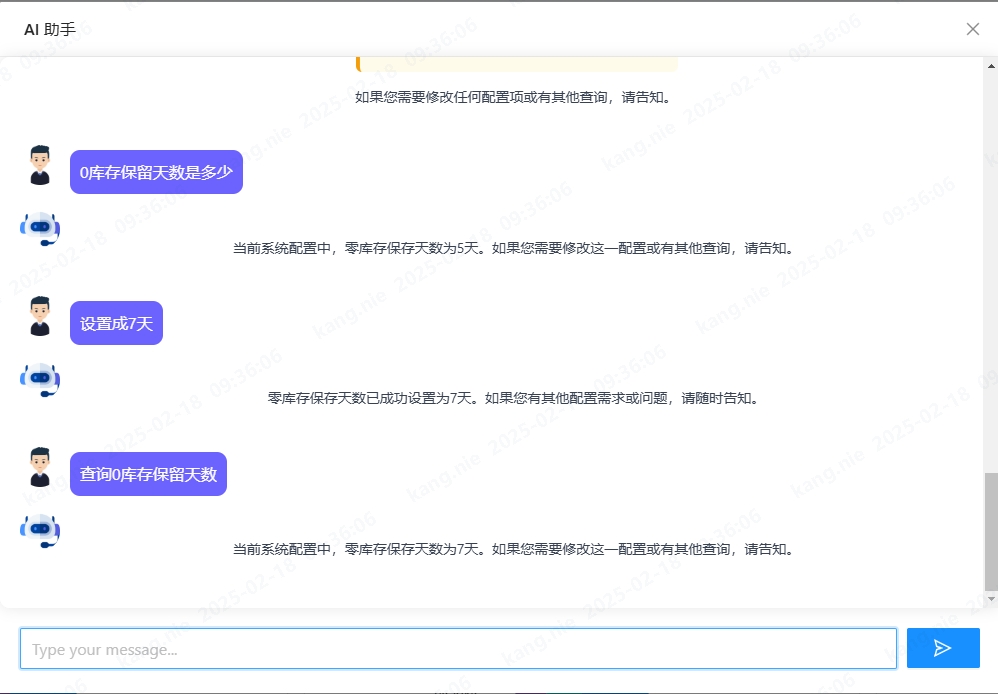 AI 助手
如果您需要修改任何配置项或有其他查询，请告知。
0库存保留天数是多少
当前系统配置中，零库存保存天数为5天。如果您需要修改这一配置或有其他查询，请告知。
设置成7天
零库存保存天数已成功设置为7天。如果您有其他配置需求或问题，请随时告知。
查询0库存保留天数
当前系统配置中，零库存保存天数为7天。如果您需要修改这一配置或有其他查询，请告知。
Type your message...
kang.nie 2025-02-18 09:36:06